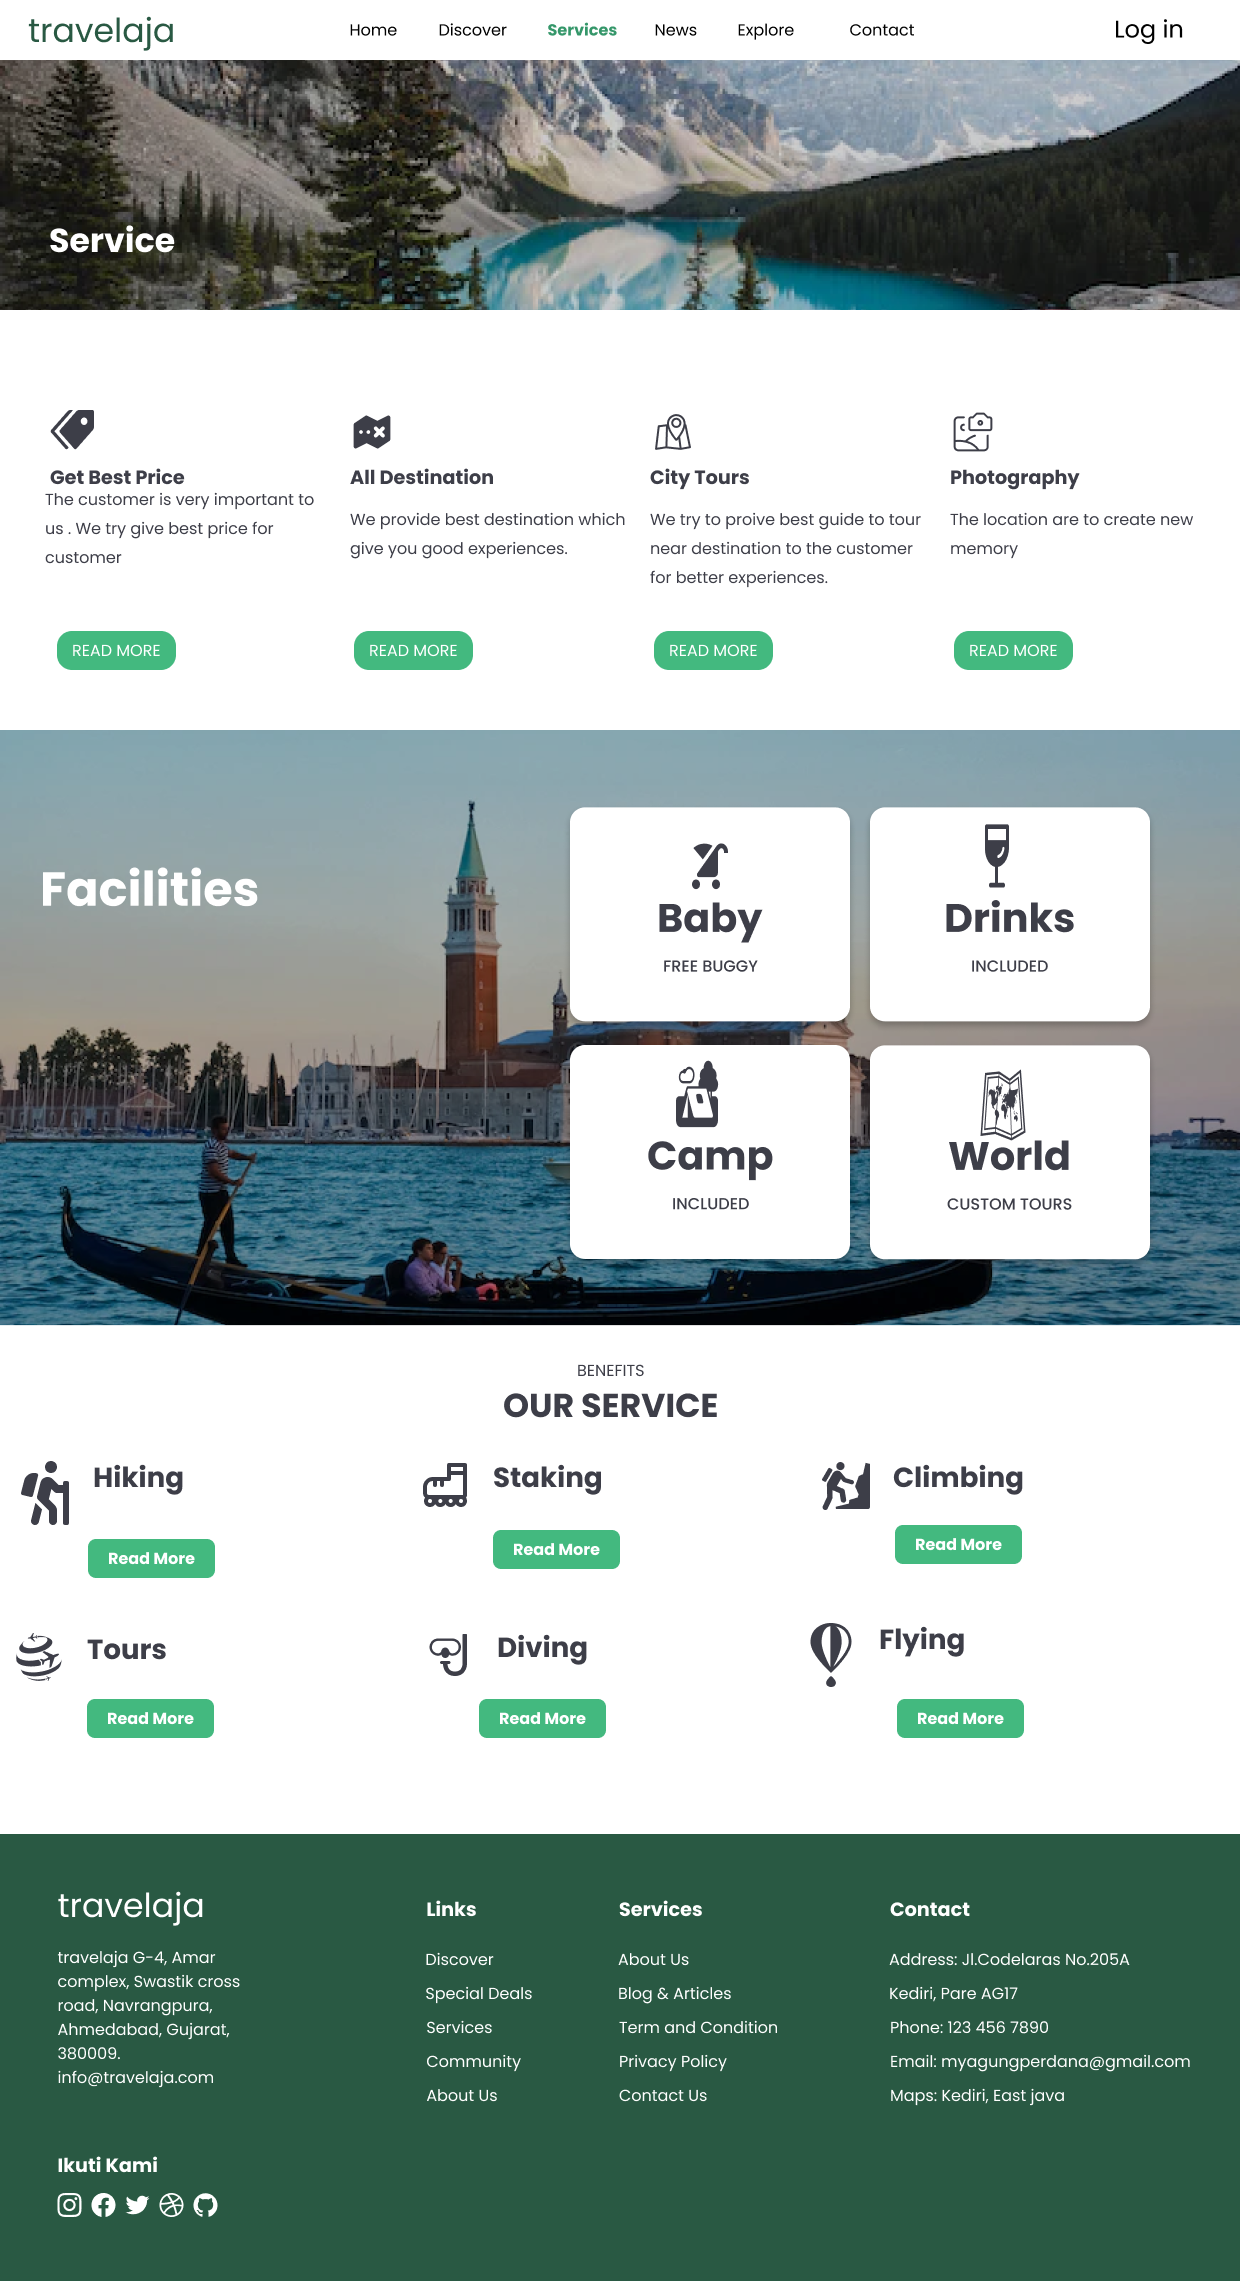 travelaja
Home
Discover
Services
News
Explore
Contact
Log in
Service
Get Best Price
The customer is very important to
us . We try give best price for
customer
READ MORE
All Destination
We provide best destination which
give you good experiences.
READ MORE
City Tours
We try to proive best guide to tour
near destination to the customer
for better experiences.
READ MORE
Photography
The location are to create new
memory
READ MORE
Facilities
Baby
FREE BUGGY
Drinks
INCLUDED
Camp
INCLUDED
World
CUSTOM TOURS
BENEFITS
OUR SERVICE
Hiking
Read More
Staking
Read More
Climbing
Read More
Tours
Read More
Diving
Read More
Flying
Read More
travelaja
travelaja G-4, Amar
complex, Swastik cross
road, Navrangpura,
Ahmedabad, Gujarat,
380009.
info@travelaja.com
Ikuti Kami
Links
Discover
Special Deals
Services
Community
About Us
Services
About Us
Blog & Articles
Term and Condition
Privacy Policy
Contact Us
Contact
Address: Jl.Codelaras No.205A
Kediri, Pare AG17
Phone: 123 456 7890
Email: myagungperdana@gmail.com
Maps: Kediri, East java